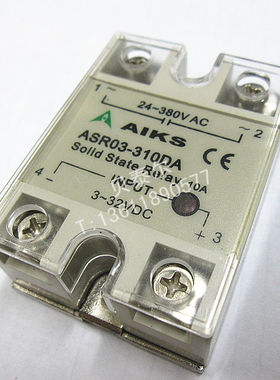 24-380VAC
1 ~ ~ 2
AIKS CE
ASR03-310DA
Solid State Relay 10A
INPUT
4 - + 3
3-32VDC